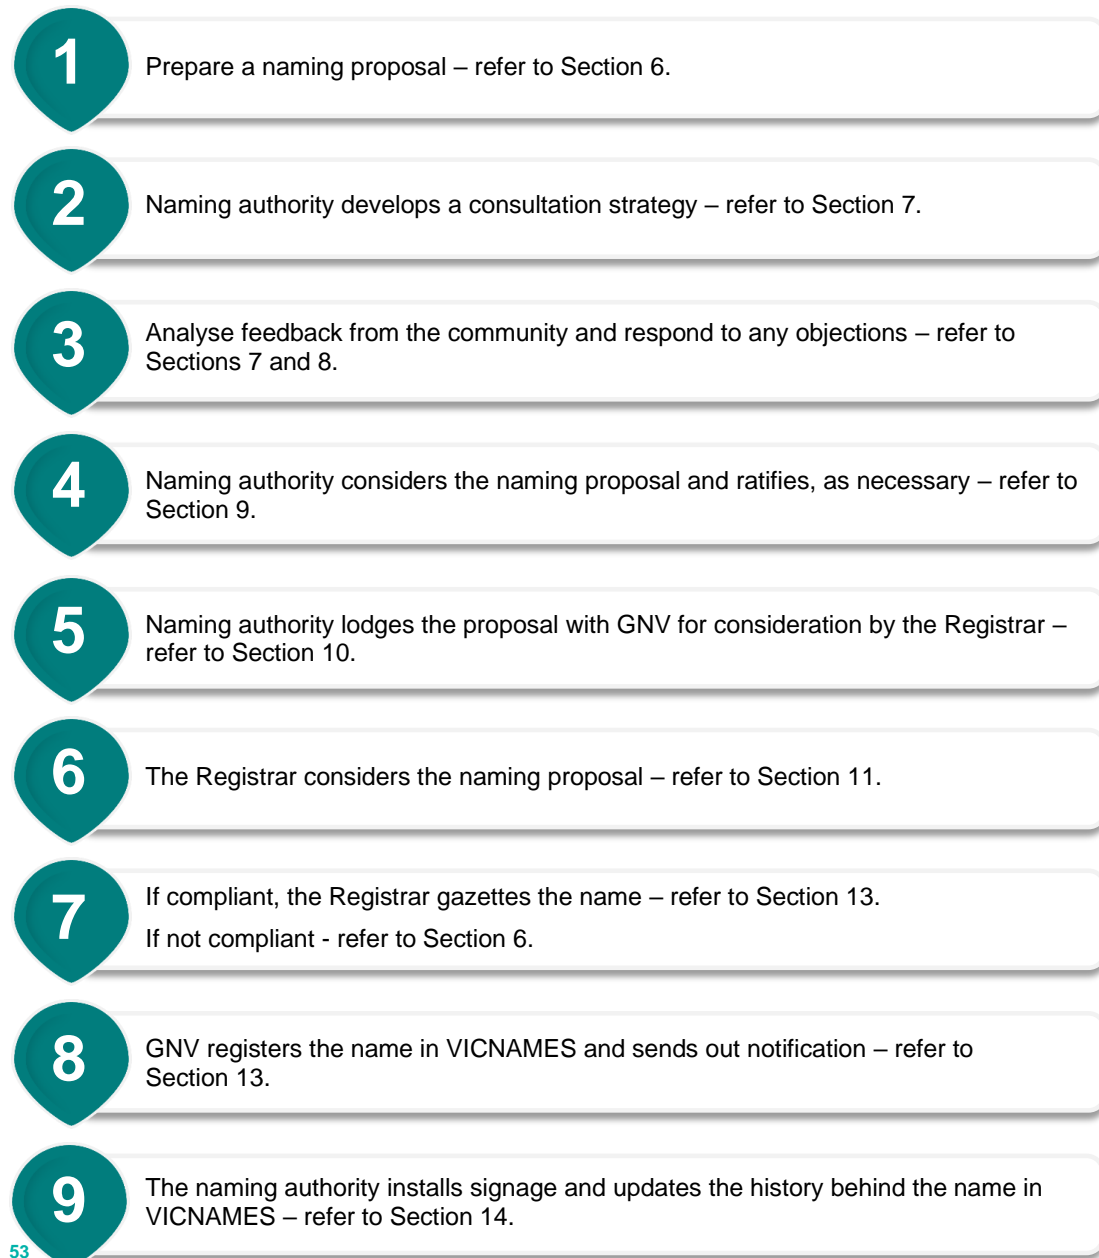 1
Prepare a naming proposal – refer to Section 6.
2
Naming authority develops a consultation strategy – refer to Section 7.
3
Analyse feedback from the community and respond to any objections – refer to
Sections 7 and 8.
4
Naming authority considers the naming proposal and ratifies, as necessary – refer to
Section 9.
5
Naming authority lodges the proposal with GNV for consideration by the Registrar –
refer to Section 10.
6
The Registrar considers the naming proposal – refer to Section 11.
7
If compliant, the Registrar gazettes the name – refer to Section 13.
If not compliant - refer to Section 6.
8
GNV registers the name in VICNAMES and sends out notification – refer to
Section 13.
9
The naming authority installs signage and updates the history behind the name in
VICNAMES – refer to Section 14.
53